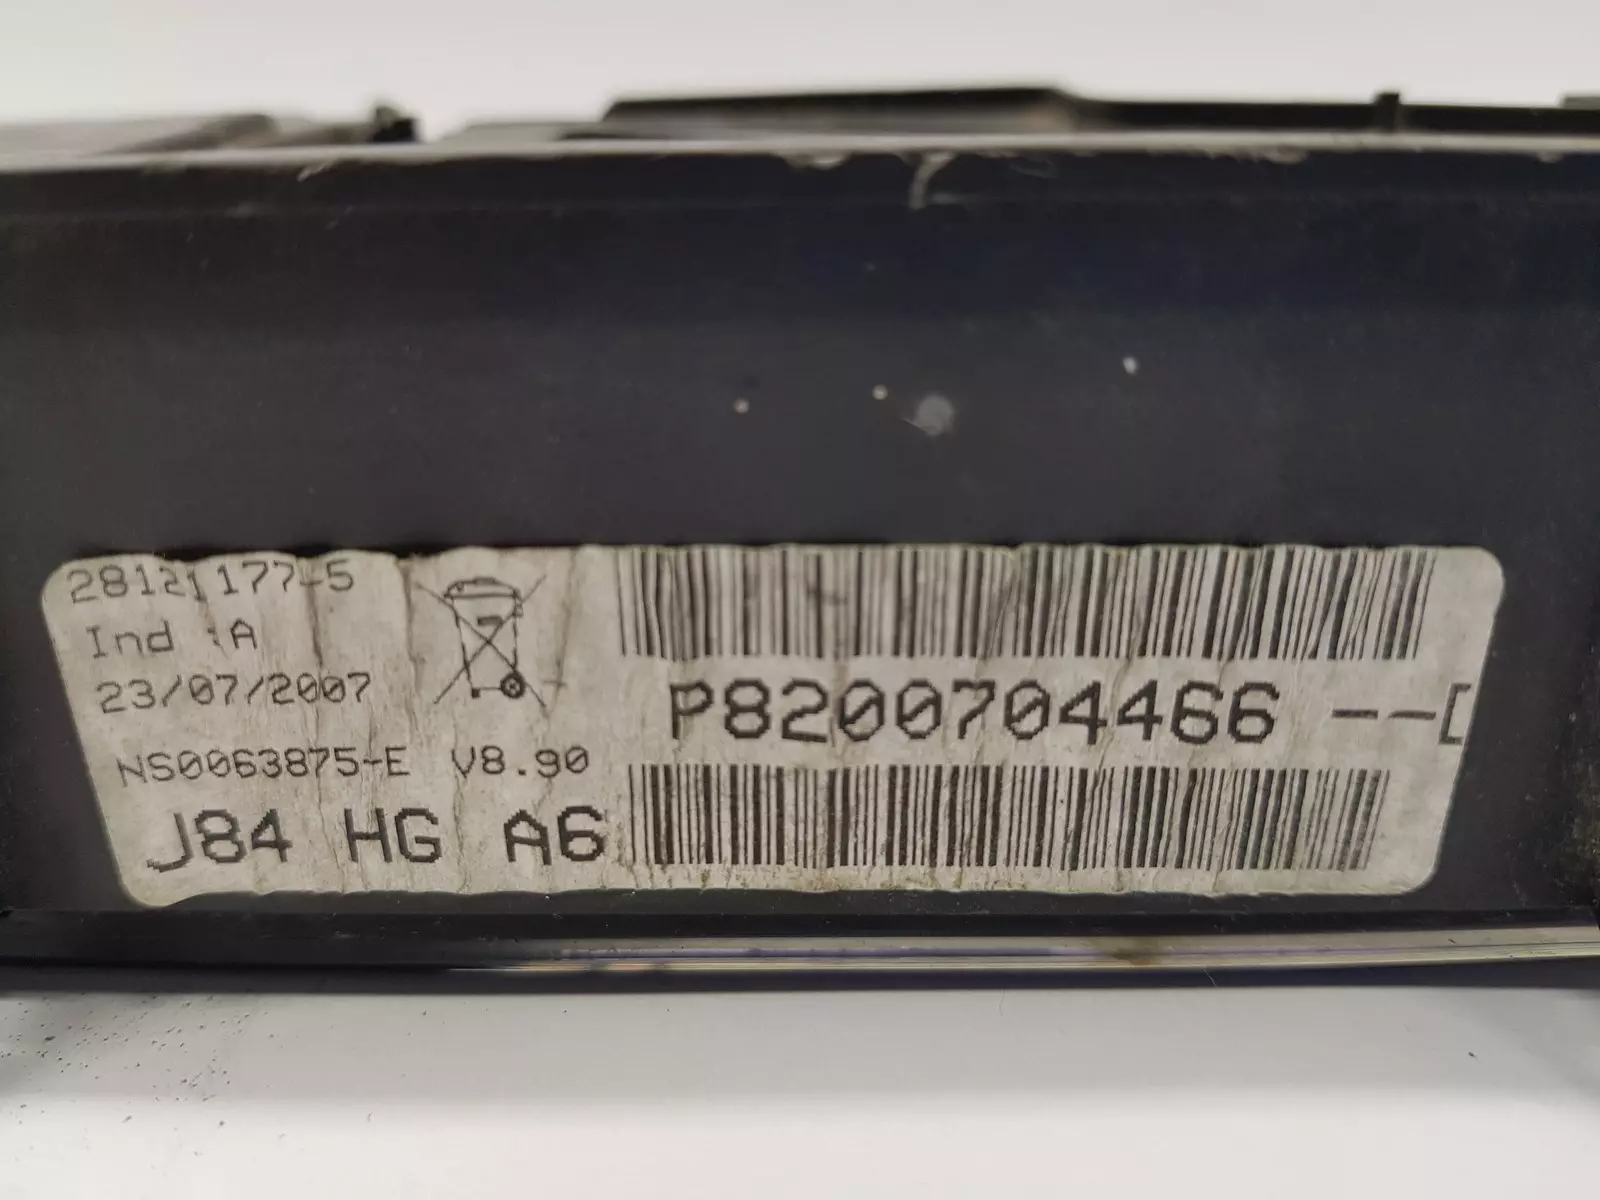 28121177-5
Ind :A
23/07/2007
NS0063875-E V8.90
J84 HG A6
P8200704466 --